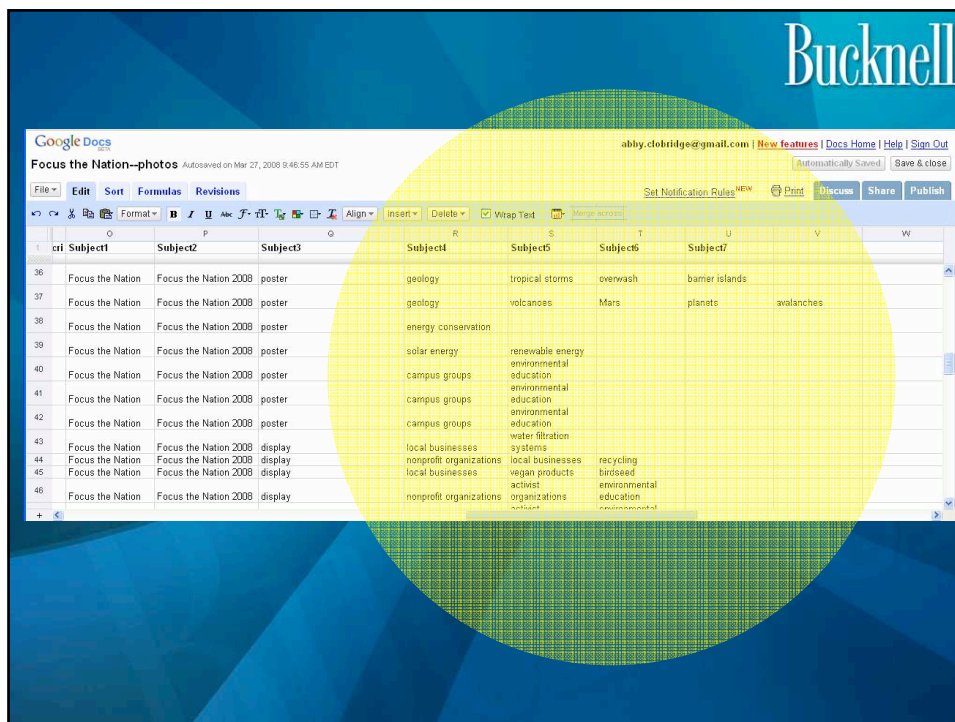 Bucknell
Google Docs
BETA
abby.clobridge@gmail.com | New features | Docs Home | Help | Sign Out
Focus the Nation--photos Autosaved on Mar 27, 2008 9:46:55 AM EDT
Automatically Saved Save & close
File Edit Sort Formulas Revisions Set Notification Rules NEW Print Discuss Share Publish
Format B I U Abc Align Insert Delete Wrap Text Merge across
O P Q R S T U V W
1 cri Subject1 Subject2 Subject3 Subject4 Subject5 Subject6 Subject7
36 Focus the Nation Focus the Nation 2008 poster geology tropical storms overwash barrier islands
37 Focus the Nation Focus the Nation 2008 poster geology volcanoes Mars planets avalanches
38 Focus the Nation Focus the Nation 2008 poster energy conservation
39 Focus the Nation Focus the Nation 2008 poster solar energy renewable energy
40 environmental
Focus the Nation Focus the Nation 2008 poster campus groups education
41 environmental
Focus the Nation Focus the Nation 2008 poster campus groups education
42 environmental
Focus the Nation Focus the Nation 2008 poster campus groups education
43 water filtration
Focus the Nation Focus the Nation 2008 display local businesses systems
44 Focus the Nation Focus the Nation 2008 display nonprofit organizations local businesses recycling
45 Focus the Nation Focus the Nation 2008 display local businesses vegan products birdseed
46 activist environmental
Focus the Nation Focus the Nation 2008 display nonprofit organizations organizations education
activist environmental